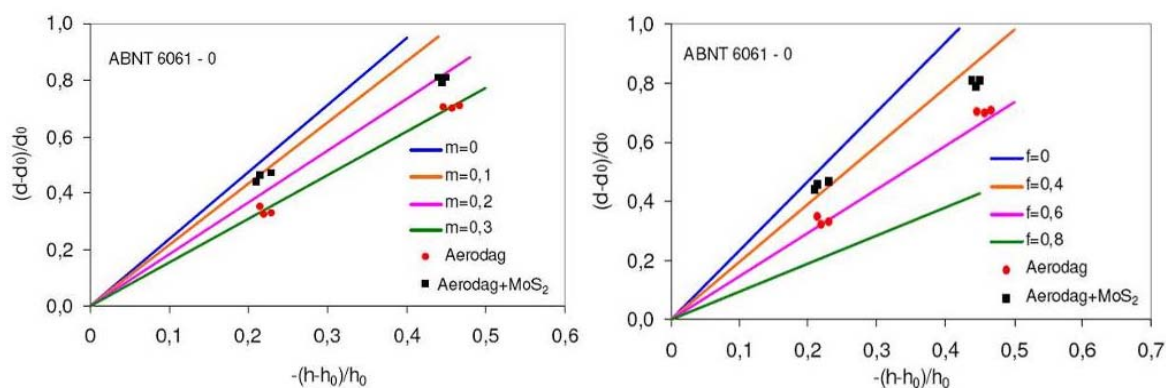 1,0
0,8
0,6
0,4
0,2
0,0
(d-d0)/d0
ABNT 6061 - 0
m=0
m=0,1
m=0,2
m=0,3
Aerodag
Aerodag+MoS2
0 0,1 0,2 0,3 0,4 0,5 0,6
-(h-h0)/h0
1,0
0,8
0,6
0,4
0,2
0,0
(d-d0)/d0
ABNT 6061 - 0
f=0
f=0,4
f=0,6
f=0,8
Aerodag
Aerodag+MoS2
0 0,1 0,2 0,3 0,4 0,5 0,6 0,7
-(h-h0)/h0